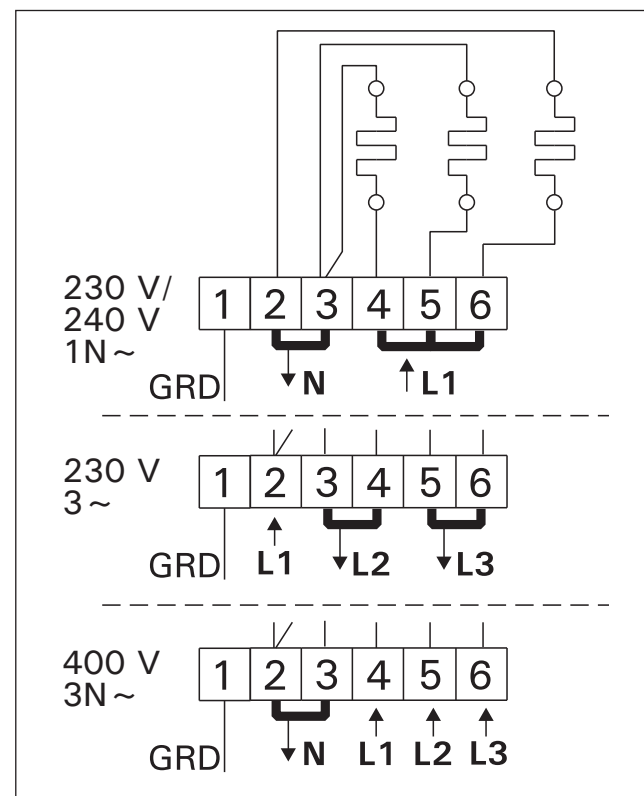 230 V/
240 V
1N ~
1 2 3 4 5 6
GRD
N
L1
230 V
3 ~
1 2 3 4 5 6
GRD
L1
L2
L3
400 V
3N ~
1 2 3 4 5 6
GRD
N
L1
L2
L3